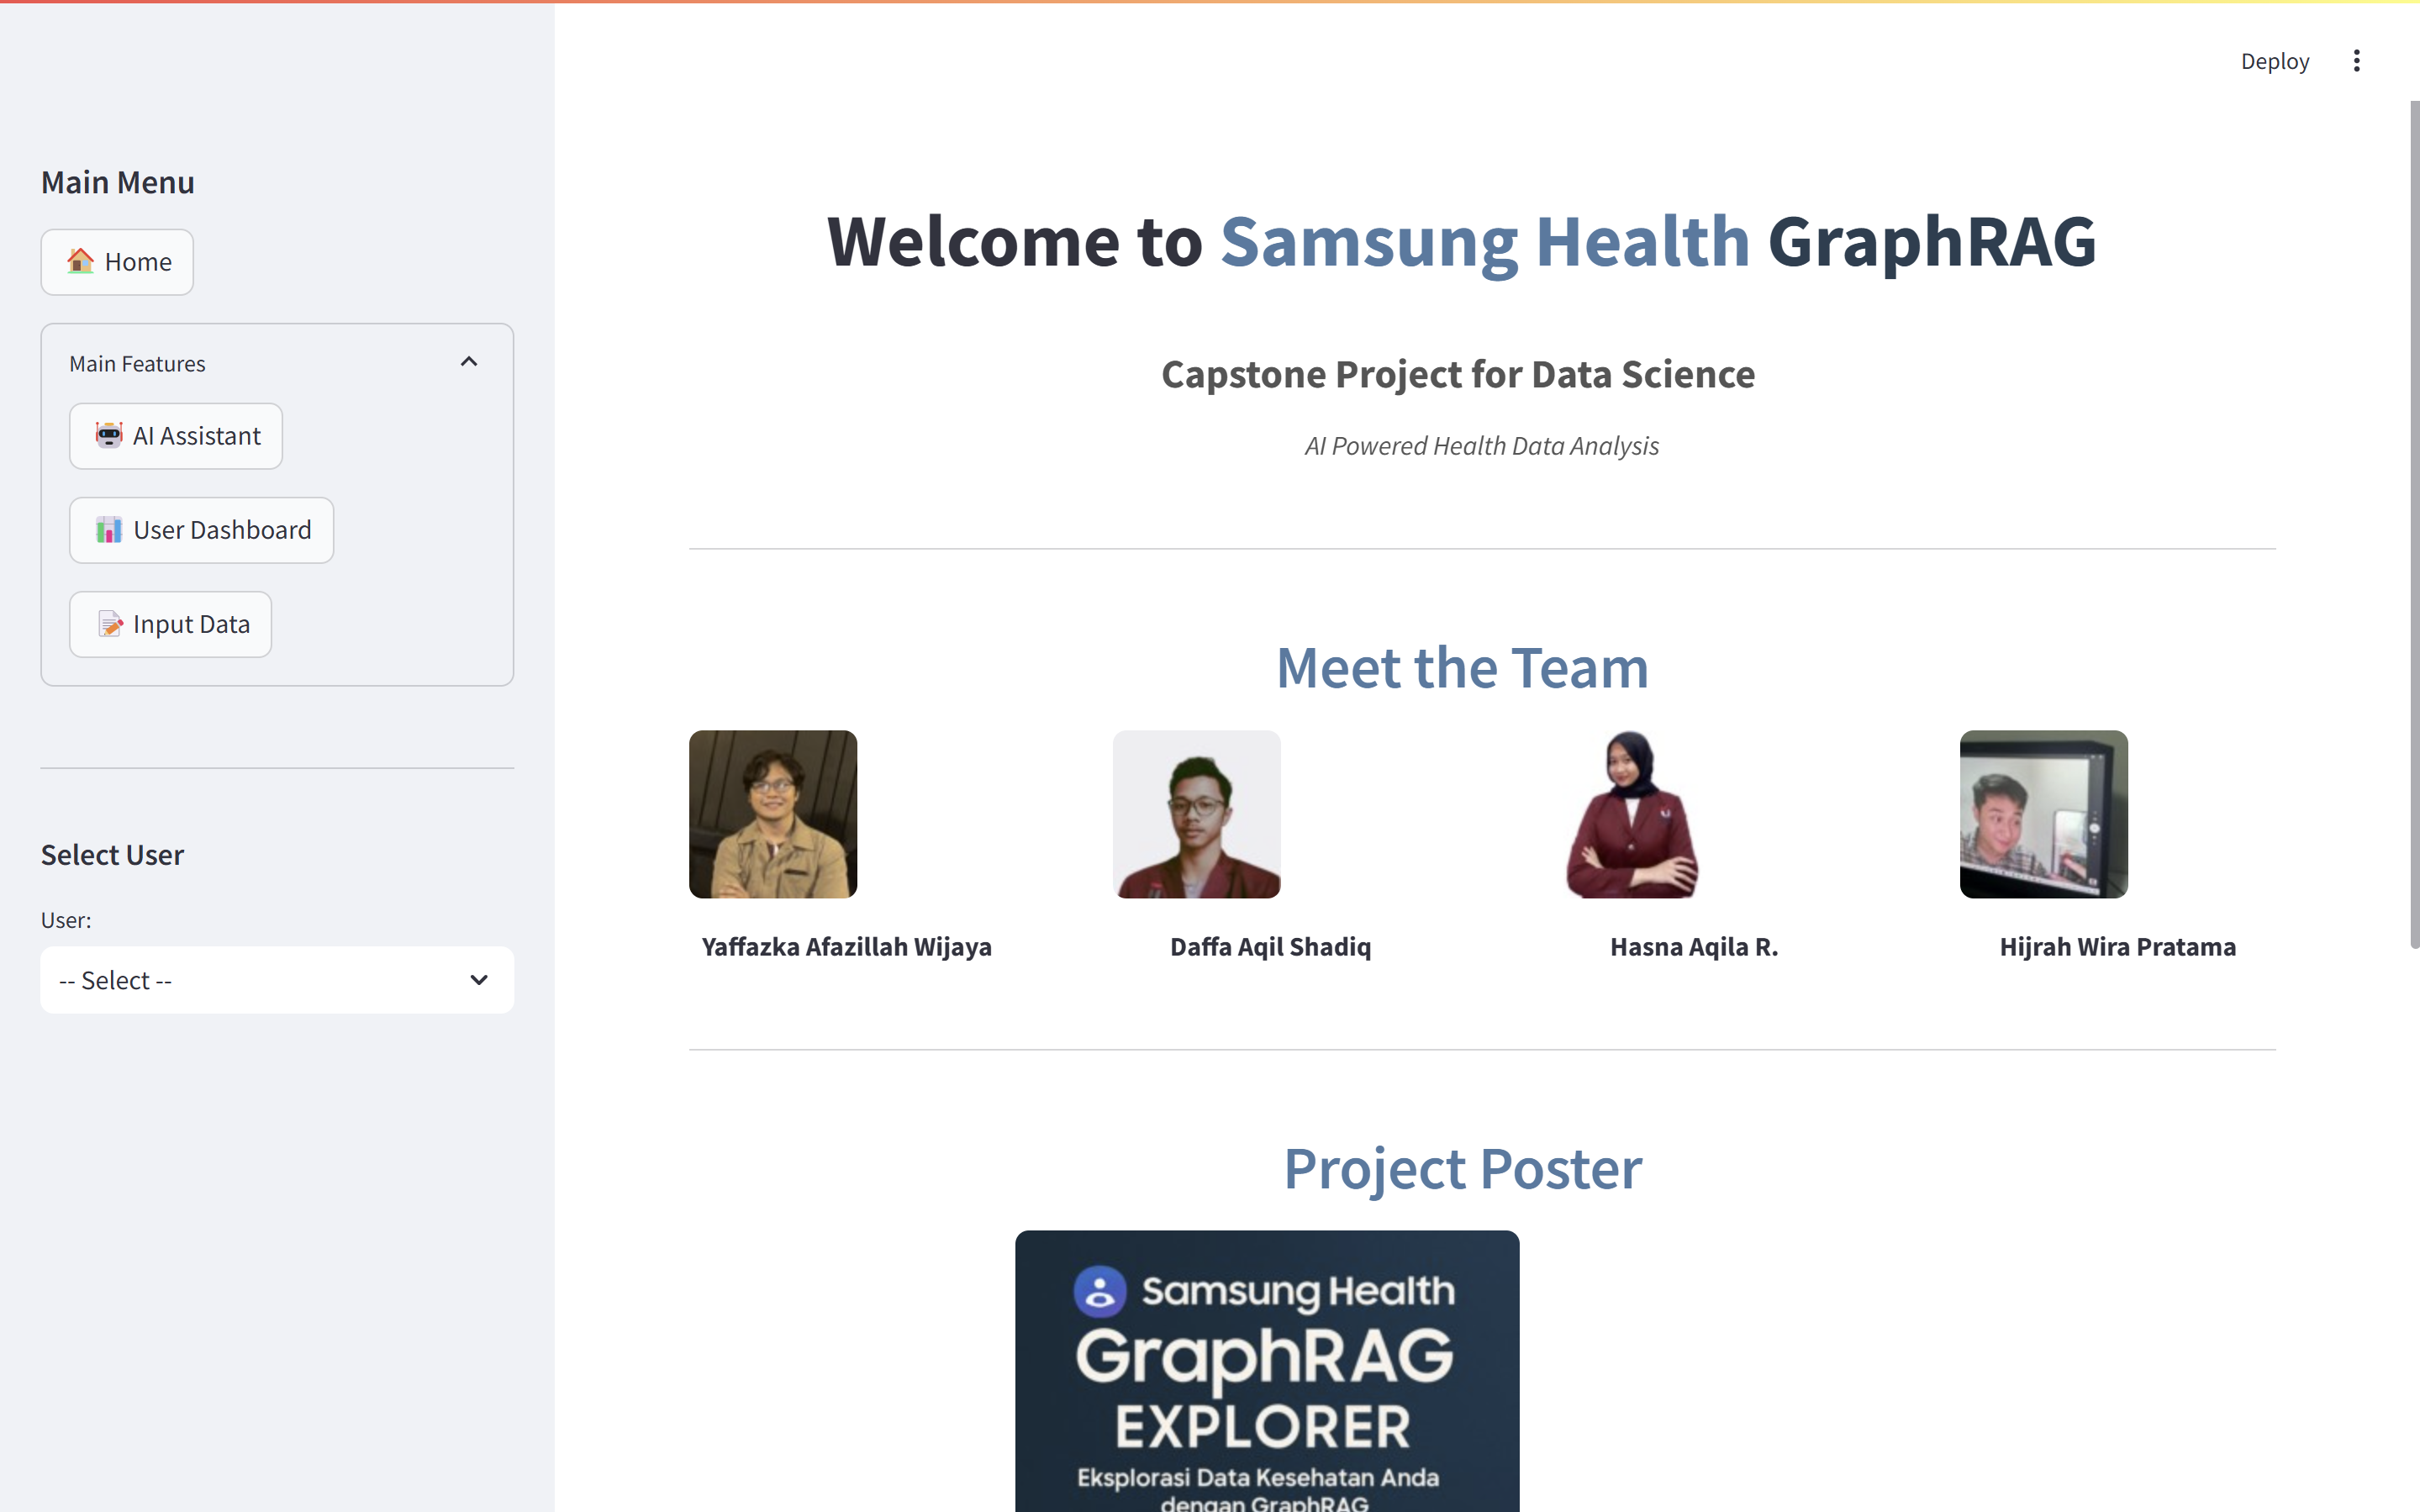 Deploy
Main Menu
Home
Main Features
AI Assistant
User Dashboard
Input Data
Select User
User:
-- Select --
Welcome to Samsung Health GraphRAG
Capstone Project for Data Science
AI Powered Health Data Analysis
Meet the Team
Yaffazka Afazillah Wijaya
Daffa Aqil Shadiq
Hasna Aqila R.
Hijrah Wira Pratama
Project Poster
Samsung Health
GraphRAG
EXPLORER
Eksplorasi Data Kesehatan Anda
dengan GraphRAG